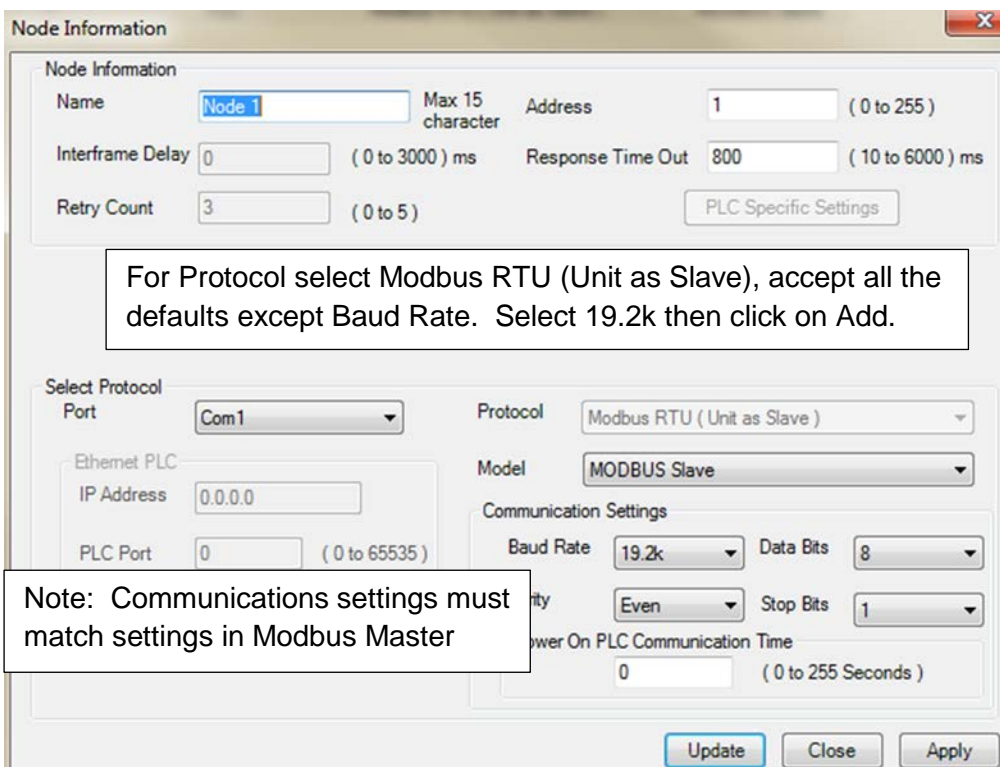 Node Information
Node Information
Name Node 1 Max 15 character Address 1 ( 0 to 255 )
Interframe Delay 0 ( 0 to 3000 ) ms Response Time Out 800 ( 10 to 6000 ) ms
Retry Count 3 ( 0 to 5 ) PLC Specific Settings
For Protocol select Modbus RTU (Unit as Slave), accept all the
defaults except Baud Rate. Select 19.2k then click on Add.
Select Protocol
Port Com1 Protocol Modbus RTU ( Unit as Slave )
Ethernet PLC
Model MODBUS Slave
IP Address 0.0.0.0
Communication Settings
PLC Port 0 ( 0 to 65535 ) Baud Rate 19.2k Data Bits 8
Note: Communications settings must
match settings in Modbus Master
Even Stop Bits 1
On PLC Communication Time
0 ( 0 to 255 Seconds )
Update Close Apply